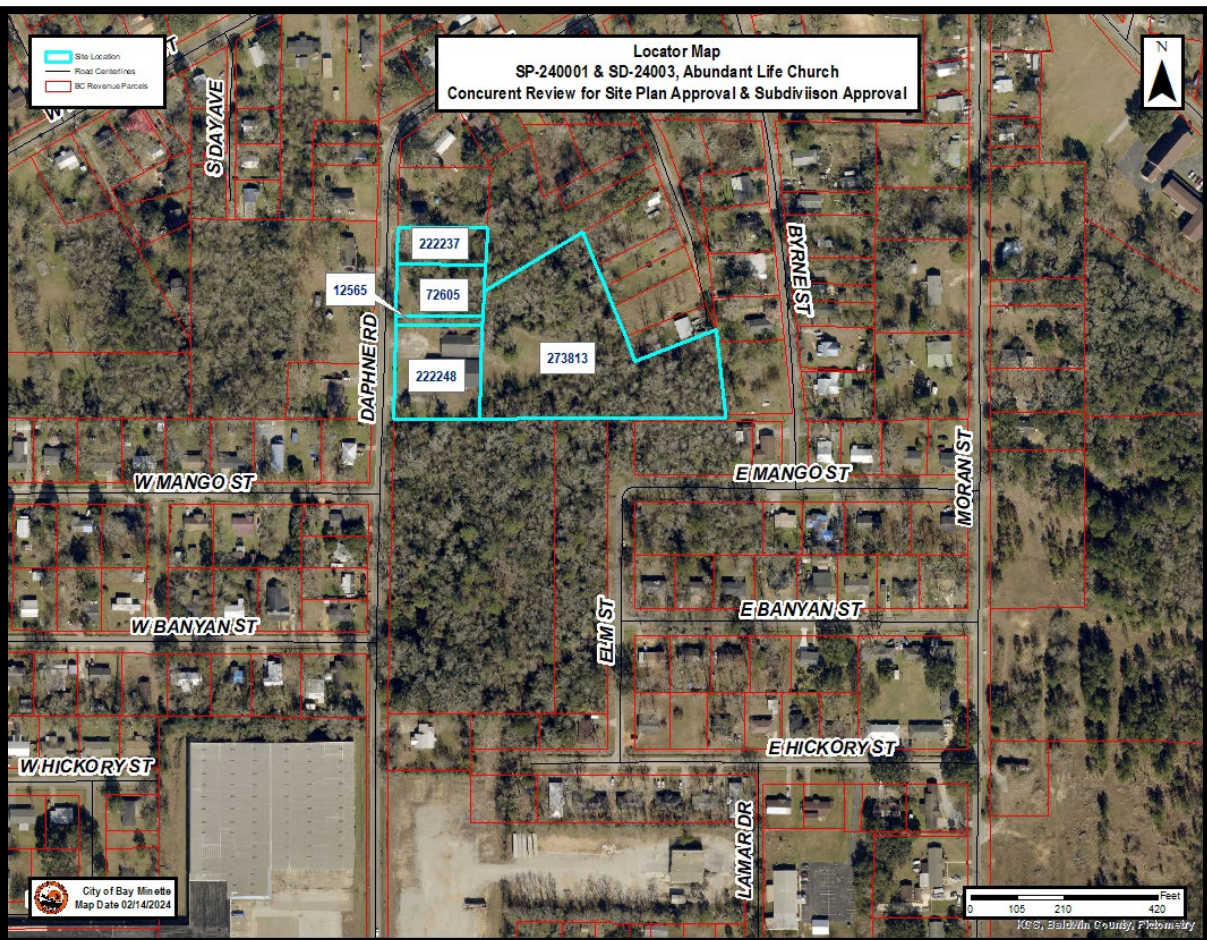 Site Location
Road Centerlines
BC Revenue Parcels
Locator Map
SP-240001 & SD-24003, Abundant Life Church
Concurent Review for Site Plan Approval & Subdiviison Approval
N
S DAY AVE
W
T
222237
12565
72605
BYRNE ST
DAPHNE RD
273813
222248
W MANGO ST
E MANGO ST
MORAN ST
W BANYAN ST
E BANYAN ST
ELM ST
W HICKORY ST
E HICKORY ST
LAMAR DR
City of Bay Minette
Map Date 02/14/2024
Feet
0 105 210 420
KCS, Baldwin County, Pictometry